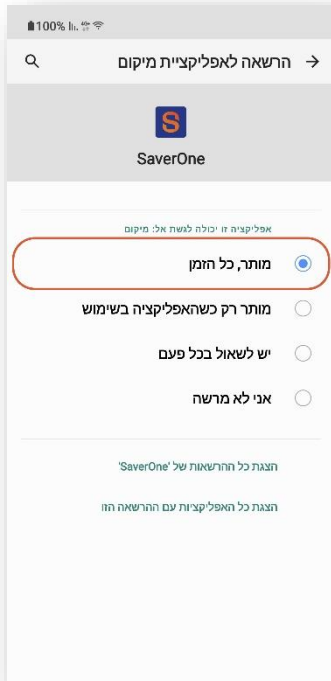 100%
הרשאה לאפליקציית מיקום
S
SaverOne
אפליקציה זו יכולה לגשת אל: מיקום
מותר, כל הזמן
מותר רק כשהאפליקציה בשימוש
יש לשאול בכל פעם
אני לא מרשה
הצגת כל ההרשאות של 'SaverOne'
הצגת כל האפליקציות עם ההרשאה הזו